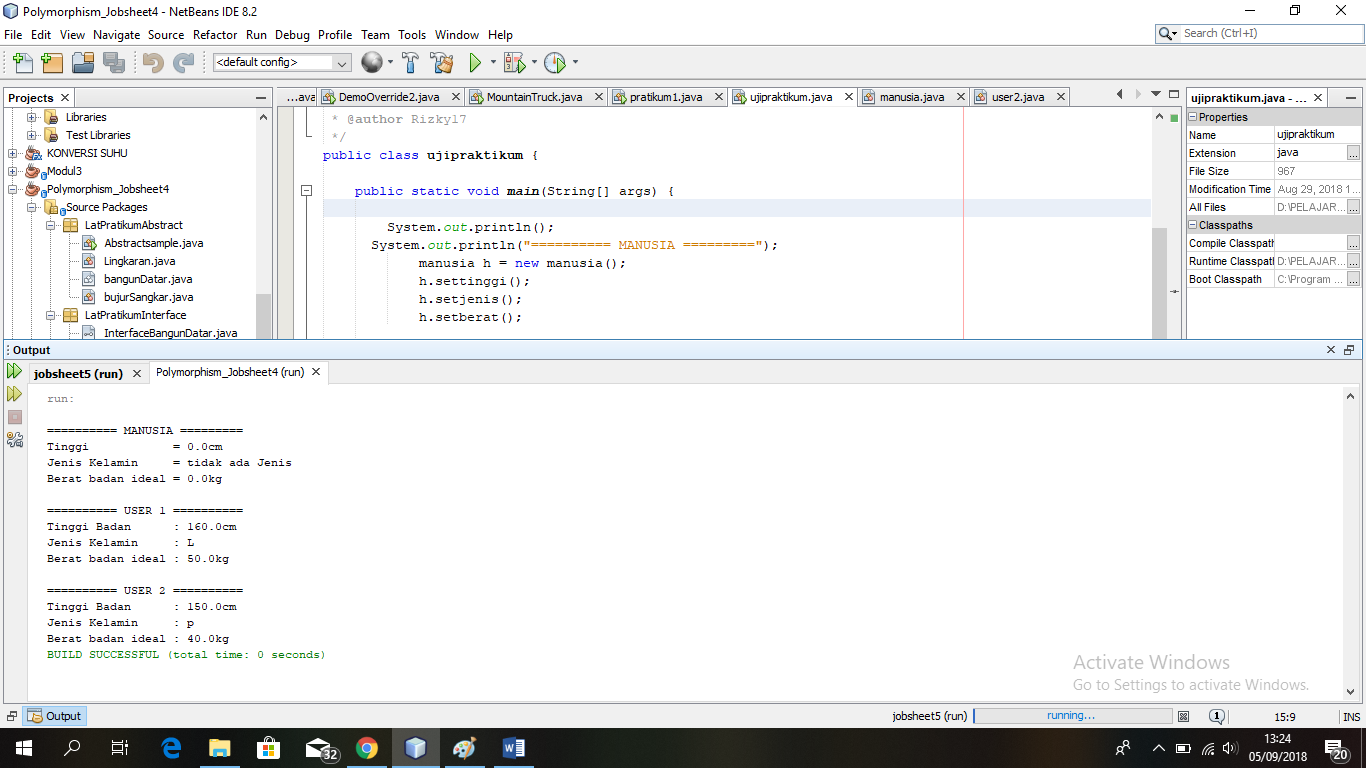 Polymorphism_Jobsheet4 - NetBeans IDE 8.2
File Edit View Navigate Source Refactor Run Debug Profile Team Tools Window Help
Search (Ctrl+I)
<default config>
Projects
Libraries
Test Libraries
KONVERSI SUHU
Modul3
Polymorphism_Jobsheet4
Source Packages
LatPratikumAbstract
Abstractsample.java
Lingkaran.java
bangunDatar.java
bujurSangkar.java
LatPratikumInterface
InterfaceBangunDatar.java
...ava DemoOverride2.java MountainTruck.java pratikum1.java ujipraktikum.java manusia.java user2.java
* @author Rizky17
*/
public class ujipraktikum {
public static void main(String[] args) {
System.out.println();
System.out.println("========== MANUSIA =========");
manusia h = new manusia();
h.settinggi();
h.setjenis();
h.setberat();
ujipraktikum.java - ...
Properties
Name ujipraktikum
Extension java ...
File Size 967
Modification Time Aug 29, 2018 1...
All Files D:\PELAJAR... ...
Classpaths
Compile Classpath ...
Runtime Classpatl D:\PELAJAR... ...
Boot Classpath C:\Program ... ...
Output
jobsheet5 (run) Polymorphism_Jobsheet4 (run)
run:
========== MANUSIA =========
Tinggi = 0.0cm
Jenis Kelamin = tidak ada Jenis
Berat badan ideal = 0.0kg
========== USER 1 ==========
Tinggi Badan : 160.0cm
Jenis Kelamin : L
Berat badan ideal : 50.0kg
========== USER 2 ==========
Tinggi Badan : 150.0cm
Jenis Kelamin : p
Berat badan ideal : 40.0kg
BUILD SUCCESSFUL (total time: 0 seconds)
Activate Windows
Go to Settings to activate Windows.
Output
jobsheet5 (run) running... 1 15:9 INS
32
13:24
05/09/2018
20